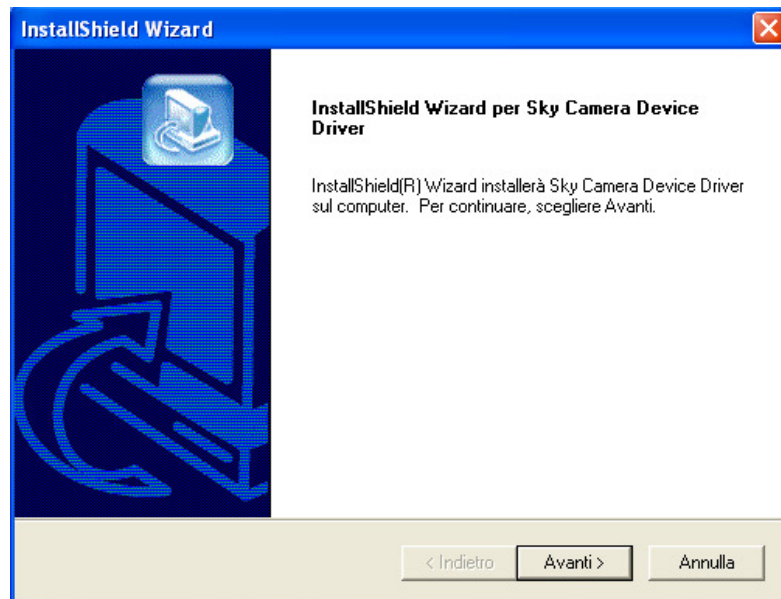 InstallShield Wizard
InstallShield Wizard per Sky Camera Device
Driver
InstallShield(R) Wizard installerà Sky Camera Device Driver
sul computer. Per continuare, scegliere Avanti.
< Indietro
Avanti >
Annulla